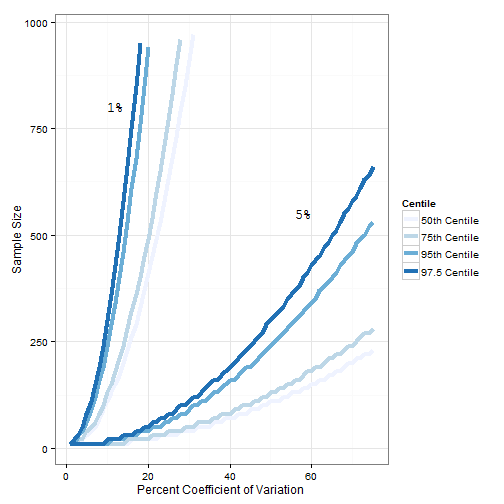 1000
750
500
250
0
Sample Size
1%
5%
0
20
40
60
Percent Coefficient of Variation
Centile
50th Centile
75th Centile
95th Centile
97.5 Centile